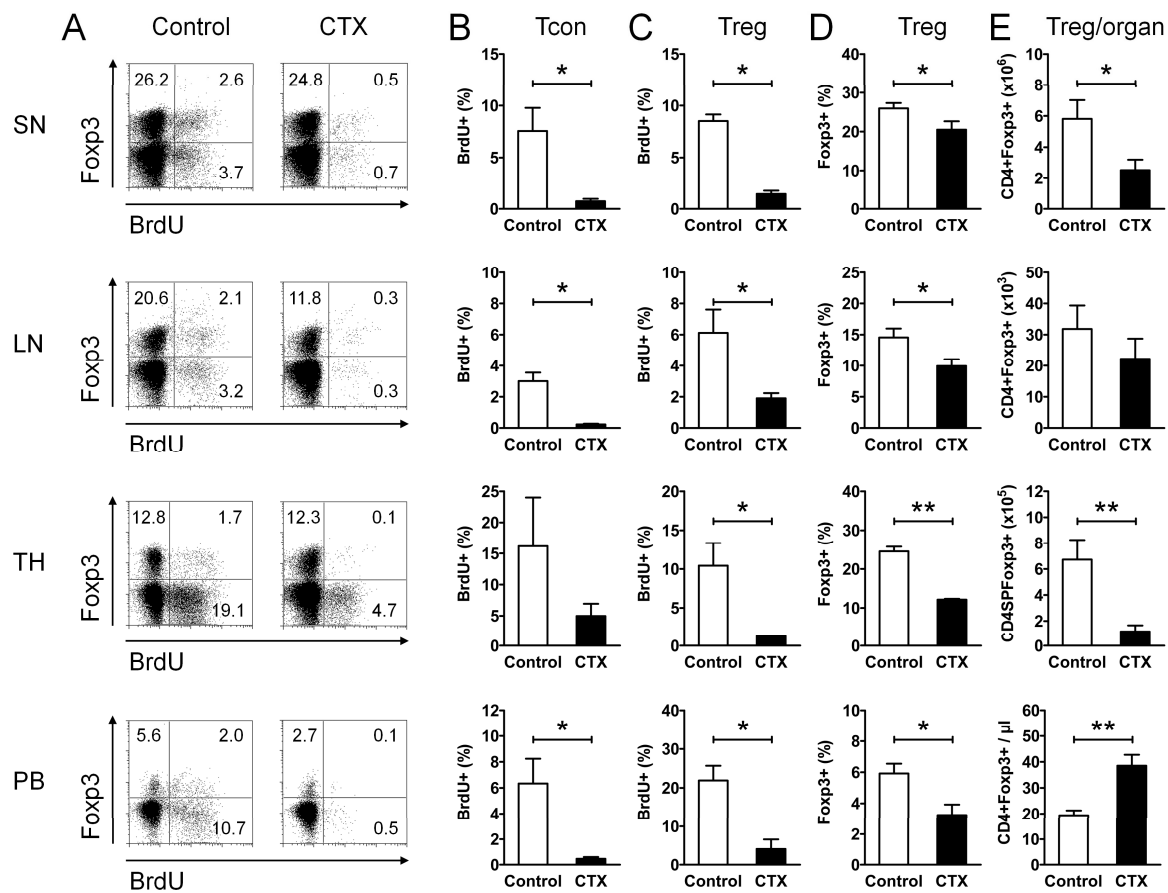 A B C D E
Control CTX Tcon Treg Treg Treg/organ
SN
Foxp3
26.2 2.6
3.7
24.8 0.5
0.7
BrdU
BrdU+ (%)
15
10
5
0
*
Control CTX
BrdU+ (%)
15
10
5
0
*
Control CTX
Foxp3+ (%)
40
30
20
10
0
*
Control CTX
CD4+Foxp3+ (x10⁶)
8
6
4
2
0
*
Control CTX
LN
Foxp3
20.6 2.1
3.2
11.8 0.3
0.3
BrdU
BrdU+ (%)
8
6
4
2
0
*
Control CTX
BrdU+ (%)
8
6
4
2
0
*
Control CTX
Foxp3+ (%)
25
20
15
10
5
0
*
Control CTX
CD4+Foxp3+ (x10³)
50
40
30
20
10
0
Control CTX
TH
Foxp3
12.8 1.7
19.1
12.3 0.1
4.7
BrdU
BrdU+ (%)
25
20
15
10
5
0
Control CTX
BrdU+ (%)
20
15
10
5
0
*
Control CTX
Foxp3+ (%)
40
30
20
10
0
**
Control CTX
CD4SPFoxp3+ (x10⁵)
12
10
8
6
4
2
0
**
Control CTX
PB
Foxp3
5.6 2.0
10.7
2.7 0.1
0.5
BrdU
BrdU+ (%)
12
10
8
6
4
2
0
*
Control CTX
BrdU+ (%)
40
30
20
10
0
*
Control CTX
Foxp3+ (%)
10
8
6
4
2
0
*
Control CTX
CD4+Foxp3+ / µl
60
50
40
30
20
10
0
**
Control CTX